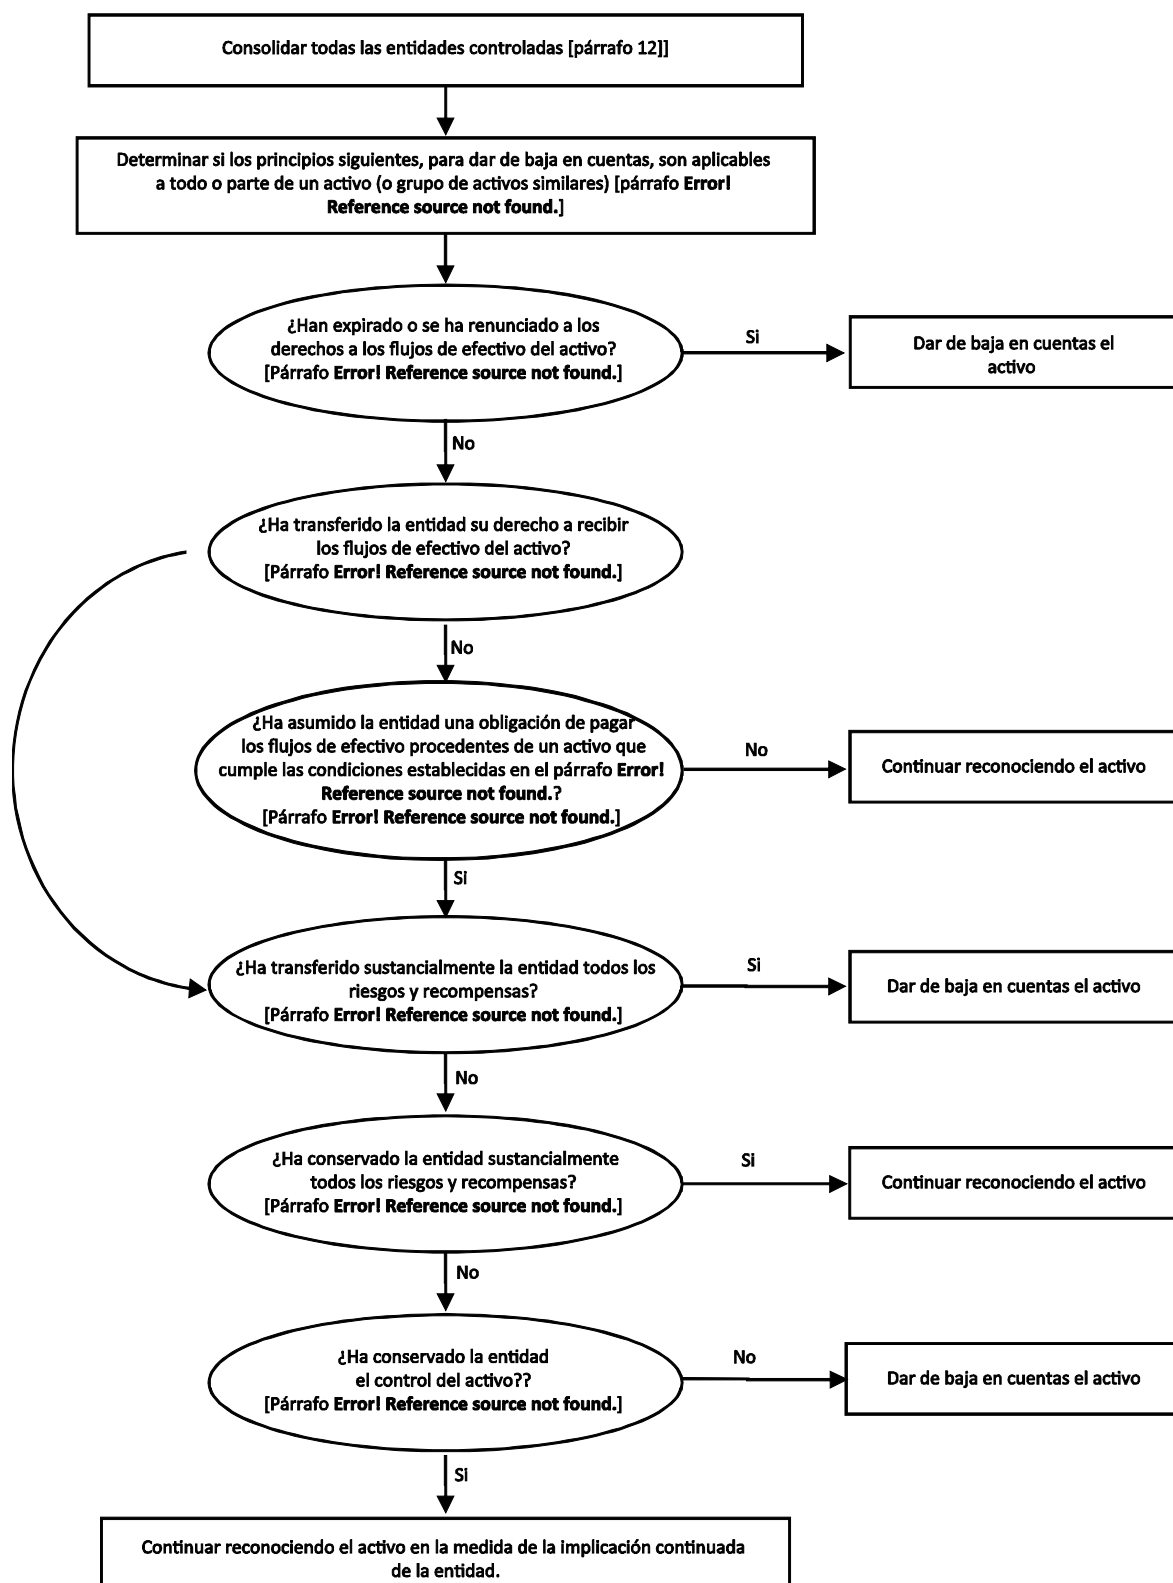 Consolidar todas las entidades controladas [párrafo 12]]
Determinar si los principios siguientes, para dar de baja en cuentas, son aplicables
a todo o parte de un activo (o grupo de activos similares) [párrafo Error!
Reference source not found.]
¿Han expirado o se ha renunciado a los
derechos a los flujos de efectivo del activo?
[Párrafo Error! Reference source not found.]
Si
Dar de baja en cuentas el
activo
No
¿Ha transferido la entidad su derecho a recibir
los flujos de efectivo del activo?
[Párrafo Error! Reference source not found.]
No
¿Ha asumido la entidad una obligación de pagar
los flujos de efectivo procedentes de un activo que
cumple las condiciones establecidas en el párrafo Error!
Reference source not found.?
[Párrafo Error! Reference source not found.]
No
Continuar reconociendo el activo
Si
¿Ha transferido sustancialmente la entidad todos los
riesgos y recompensas?
[Párrafo Error! Reference source not found.]
Si
Dar de baja en cuentas el activo
No
¿Ha conservado la entidad sustancialmente
todos los riesgos y recompensas?
[Párrafo Error! Reference source not found.]
Si
Continuar reconociendo el activo
No
¿Ha conservado la entidad
el control del activo??
[Párrafo Error! Reference source not found.]
No
Dar de baja en cuentas el activo
Si
Continuar reconociendo el activo en la medida de la implicación continuada
de la entidad.